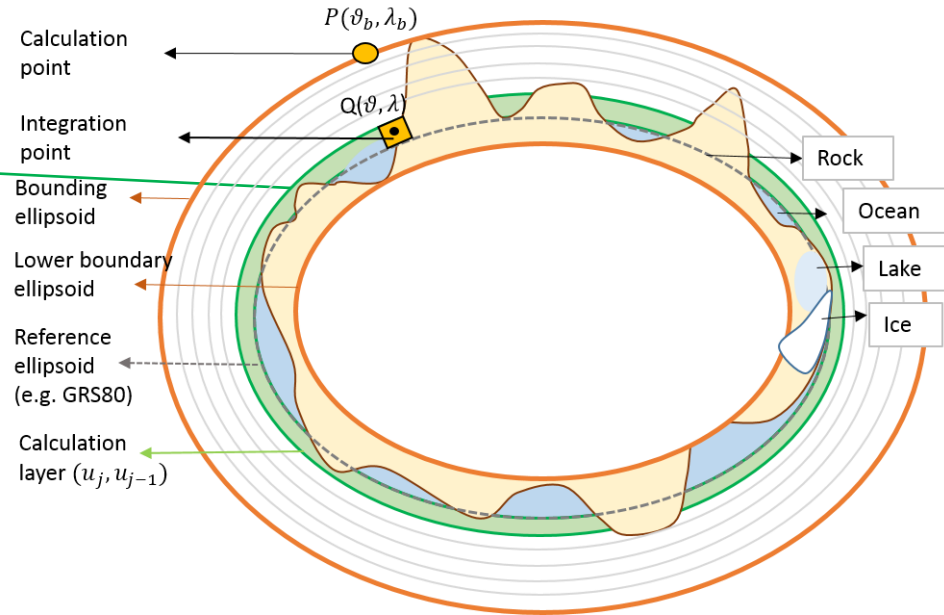 P(ϑ_b, λ_b)
Calculation
point
Q(ϑ, λ)
Integration
point
Bounding
ellipsoid
Lower boundary
ellipsoid
Reference
ellipsoid
(e.g. GRS80)
Calculation
layer (u_j, u_{j−1})
Rock
Ocean
Lake
Ice